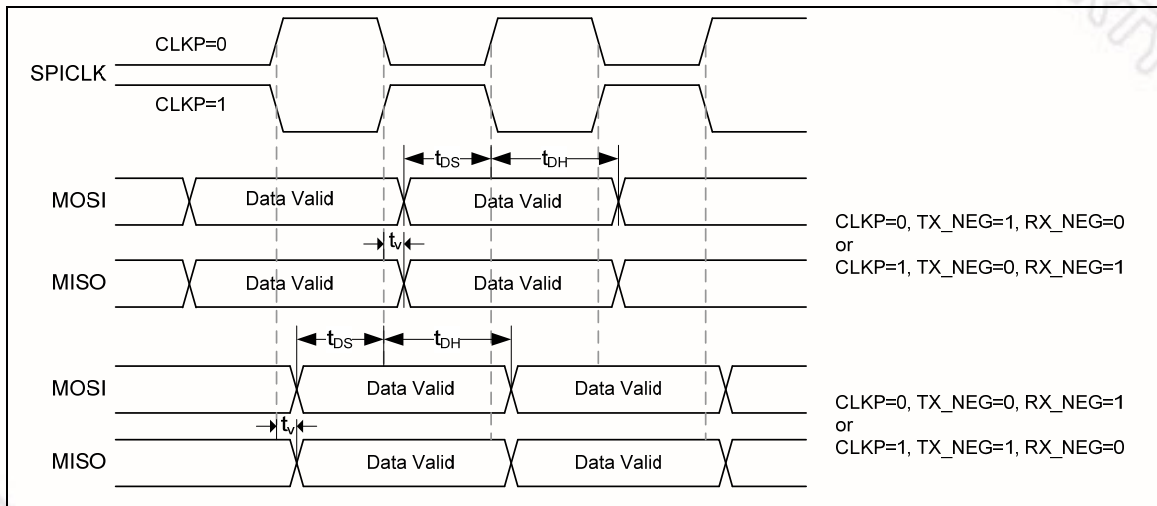 CLKP=0
SPICLK
CLKP=1
tDS tDH
MOSI Data Valid Data Valid
tv
MISO Data Valid Data Valid
CLKP=0, TX_NEG=1, RX_NEG=0
or
CLKP=1, TX_NEG=0, RX_NEG=1
tDS tDH
MOSI Data Valid Data Valid
tv
MISO Data Valid Data Valid
CLKP=0, TX_NEG=0, RX_NEG=1
or
CLKP=1, TX_NEG=1, RX_NEG=0